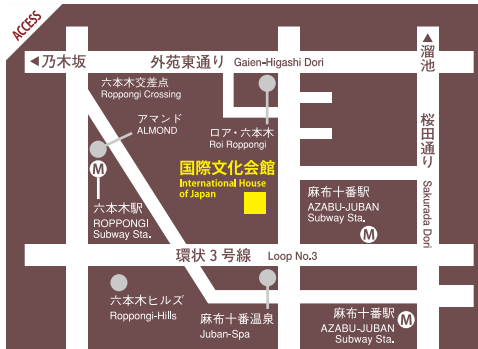 ACCESS
◀乃木坂
外苑東通り Gaien-Higashi Dori
▲溜池
六本木交差点
Roppongi Crossing
アマンド
ALMOND
ロア・六本木
Roi Roppongi
桜田通り Sakurada Dori
国際文化会館
International House
of Japan
M
六本木駅
ROPPONGI
Subway Sta.
麻布十番駅
AZABU-JUBAN
Subway Sta.
M
環状3号線 Loop No.3
六本木ヒルズ
Roppongi-Hills
麻布十番温泉
Juban-Spa
麻布十番駅
AZABU-JUBAN
Subway Sta.
M